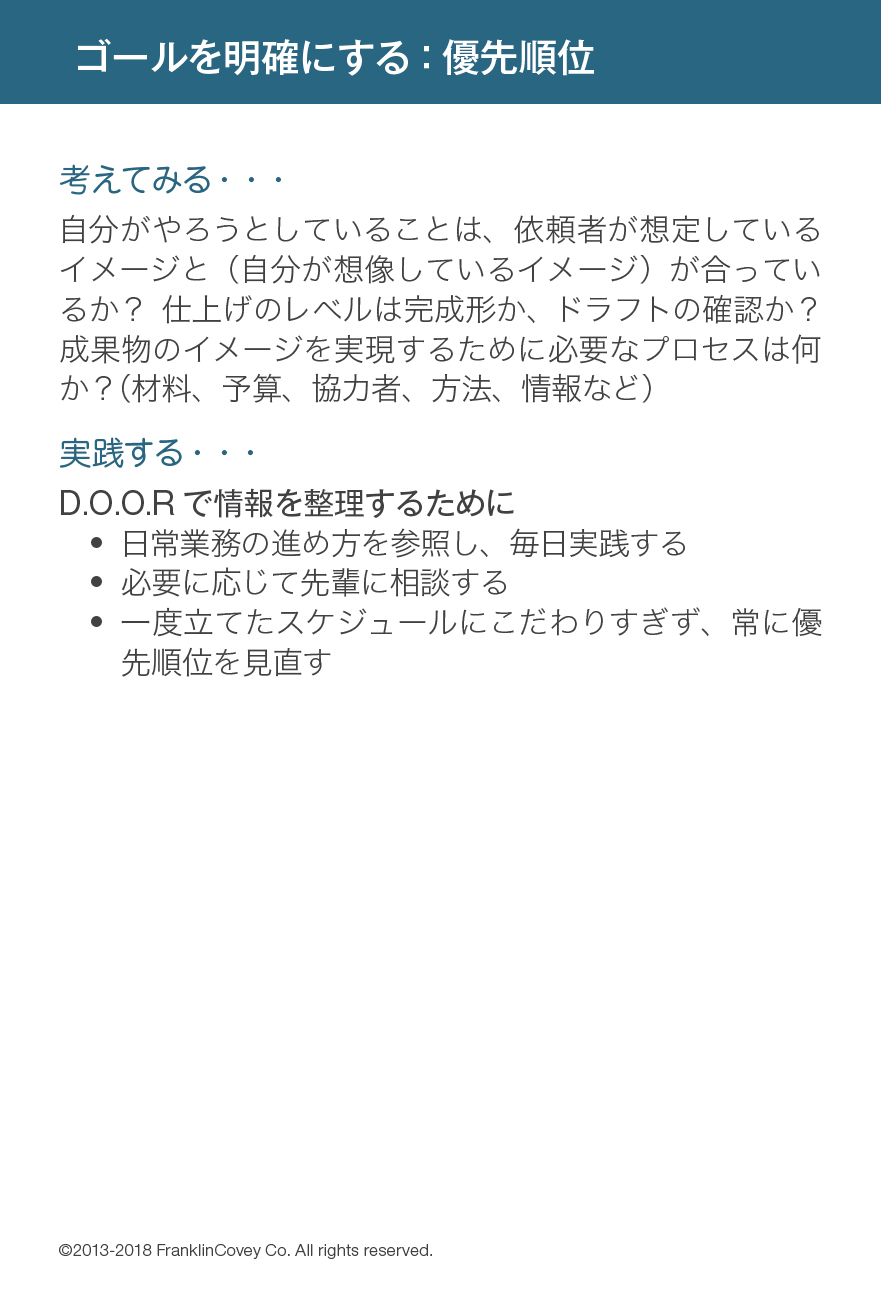 ゴールを明確にする：優先順位
考えてみる・・・
自分がやろうとしていることは、依頼者が想定している
イメージと（自分が想像しているイメージ）が合ってい
るか？ 仕上げのレベルは完成形か、ドラフトの確認か？
成果物のイメージを実現するために必要なプロセスは何
か？（材料、予算、協力者、方法、情報など）
実践する・・・
D.O.O.R で情報を整理するために
• 日常業務の進め方を参照し、毎日実践する
• 必要に応じて先輩に相談する
• 一度立てたスケジュールにこだわりすぎず、常に優
先順位を見直す
©2013-2018 FranklinCovey Co. All rights reserved.